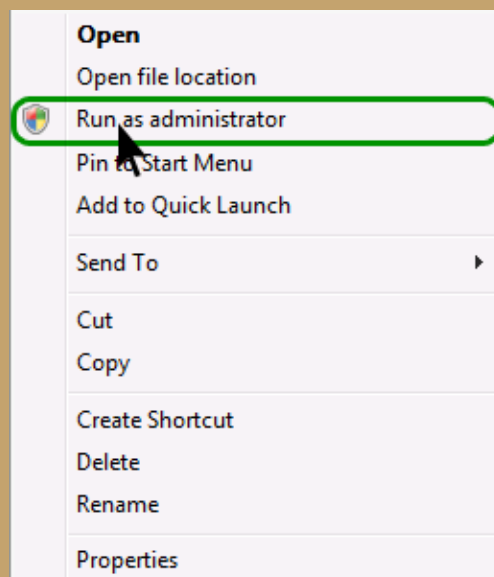 Open
Open file location
Run as administrator
Pin to Start Menu
Add to Quick Launch
Send To
Cut
Copy
Create Shortcut
Delete
Rename
Properties